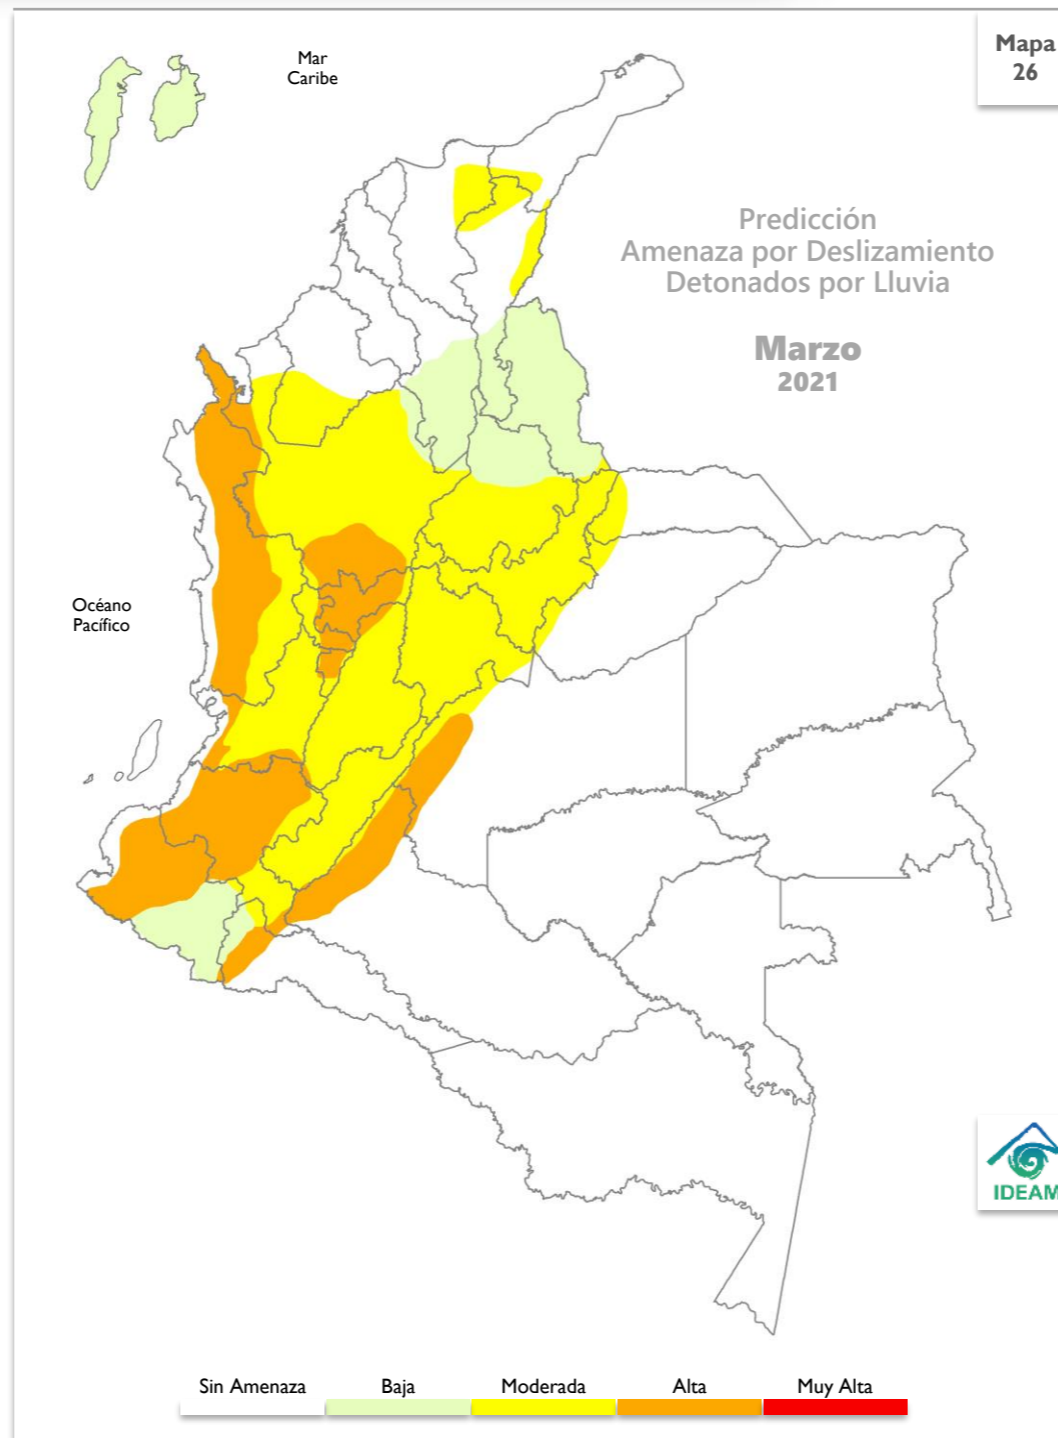 Mapa
26
Mar
Caribe
Predicción
Amenaza por Deslizamiento
Detonados por Lluvia
Marzo
2021
Océano
Pacífico
IDEAM
Sin Amenaza Baja Moderada Alta Muy Alta